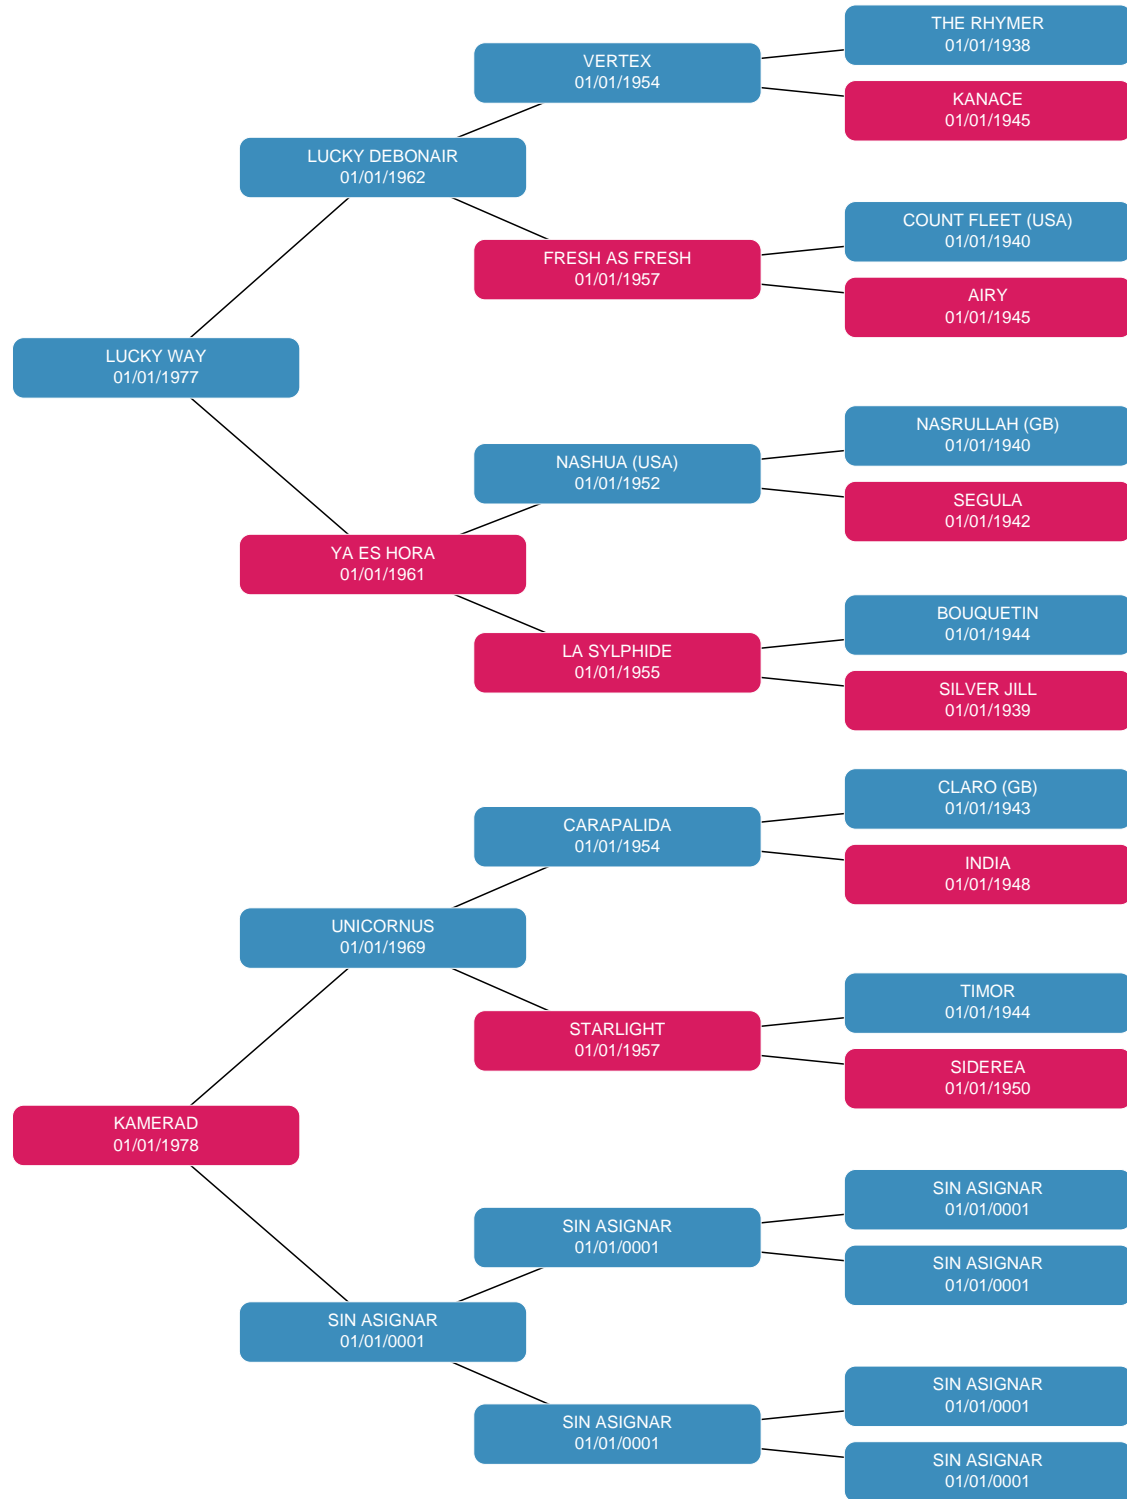 THE RHYMER
01/01/1938
VERTEX
01/01/1954
KANACE
01/01/1945
LUCKY DEBONAIR
01/01/1962
COUNT FLEET (USA)
01/01/1940
FRESH AS FRESH
01/01/1957
AIRY
01/01/1945
LUCKY WAY
01/01/1977
NASRULLAH (GB)
01/01/1940
NASHUA (USA)
01/01/1952
SEGULA
01/01/1942
YA ES HORA
01/01/1961
BOUQUETIN
01/01/1944
LA SYLPHIDE
01/01/1955
SILVER JILL
01/01/1939
CLARO (GB)
01/01/1943
CARAPALIDA
01/01/1954
INDIA
01/01/1948
UNICORNUS
01/01/1969
TIMOR
01/01/1944
STARLIGHT
01/01/1957
SIDEREA
01/01/1950
KAMERAD
01/01/1978
SIN ASIGNAR
01/01/0001
SIN ASIGNAR
01/01/0001
SIN ASIGNAR
01/01/0001
SIN ASIGNAR
01/01/0001
SIN ASIGNAR
01/01/0001
SIN ASIGNAR
01/01/0001
SIN ASIGNAR
01/01/0001